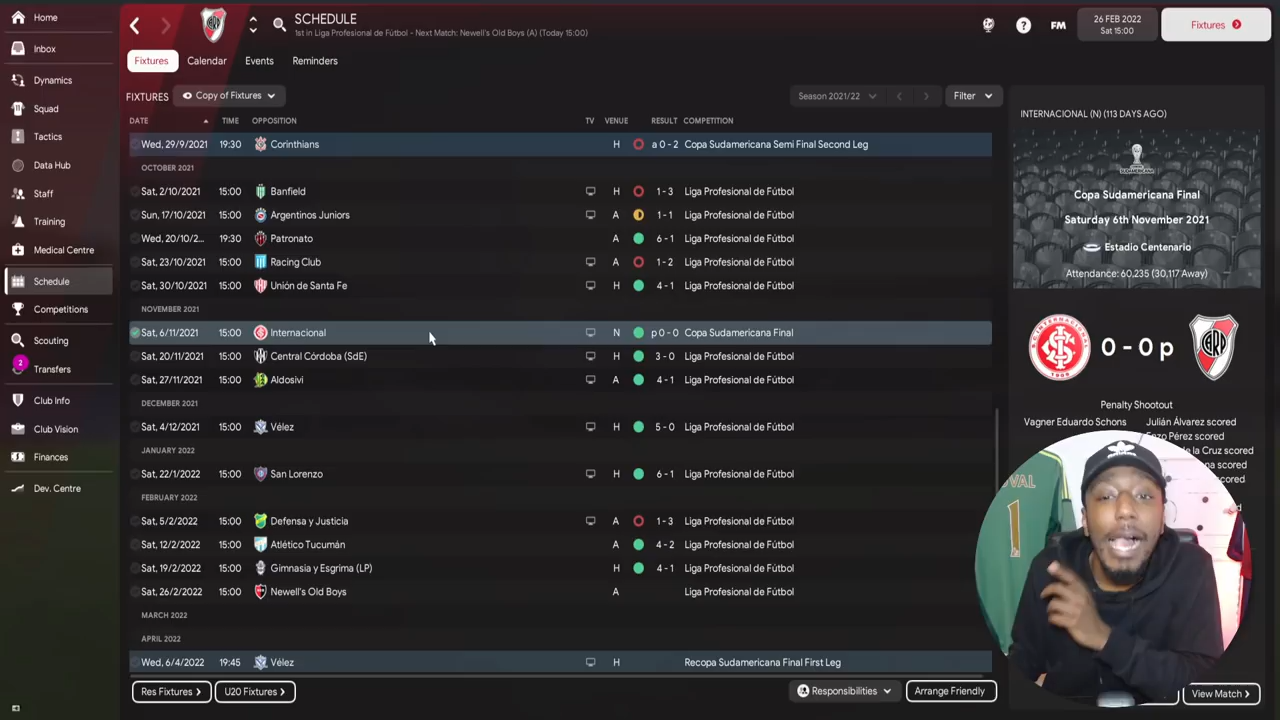 Home
SCHEDULE
1st in Liga Profesional de Fútbol - Next Match: Newell's Old Boys (A) (Today 15:00)
FM
26 FEB 2022
Sat 15:00
Fixtures
Inbox
Dynamics
Squad
Tactics
Data Hub
Staff
Training
Medical Centre
Schedule
Competitions
Scouting
2
Transfers
Club Info
Club Vision
Finances
Dev. Centre
Fixtures Calendar Events Reminders
FIXTURES Copy of Fixtures Season 2021/22 Filter
DATE TIME OPPOSITION TV VENUE RESULT COMPETITION
Wed, 29/9/2021 19:30 Corinthians H a 0 - 2 Copa Sudamericana Semi Final Second Leg
OCTOBER 2021
Sat, 2/10/2021 15:00 Banfield H 1 - 3 Liga Profesional de Fútbol
Sun, 17/10/2021 15:00 Argentinos Juniors A 1 - 1 Liga Profesional de Fútbol
Wed, 20/10/2... 19:30 Patronato A 6 - 1 Liga Profesional de Fútbol
Sat, 23/10/2021 15:00 Racing Club A 1 - 2 Liga Profesional de Fútbol
Sat, 30/10/2021 15:00 Unión de Santa Fe H 4 - 1 Liga Profesional de Fútbol
NOVEMBER 2021
Sat, 6/11/2021 15:00 Internacional N p 0 - 0 Copa Sudamericana Final
Sat, 20/11/2021 15:00 Central Córdoba (SdE) H 3 - 0 Liga Profesional de Fútbol
Sat, 27/11/2021 15:00 Aldosivi A 4 - 1 Liga Profesional de Fútbol
DECEMBER 2021
Sat, 4/12/2021 15:00 Vélez H 5 - 0 Liga Profesional de Fútbol
JANUARY 2022
Sat, 22/1/2022 15:00 San Lorenzo H 6 - 1 Liga Profesional de Fútbol
FEBRUARY 2022
Sat, 5/2/2022 15:00 Defensa y Justicia A 1 - 3 Liga Profesional de Fútbol
Sat, 12/2/2022 15:00 Atlético Tucumán A 4 - 2 Liga Profesional de Fútbol
Sat, 19/2/2022 15:00 Gimnasia y Esgrima (LP) H 4 - 1 Liga Profesional de Fútbol
Sat, 26/2/2022 15:00 Newell's Old Boys A Liga Profesional de Fútbol
MARCH 2022
APRIL 2022
Wed, 6/4/2022 19:45 Vélez H Recopa Sudamericana Final First Leg
Res Fixtures U20 Fixtures Responsibilities Arrange Friendly
INTERNACIONAL (N) (113 DAYS AGO)
Copa Sudamericana Final
Saturday 6th November 2021
Estadio Centenario
Attendance: 60,235 (30,117 Away)
0 - 0 p
Penalty Shootout
Vagner Eduardo Schons Julián Álvarez scored
Enzo Pérez scored
de la Cruz scored
scored
1
View Match